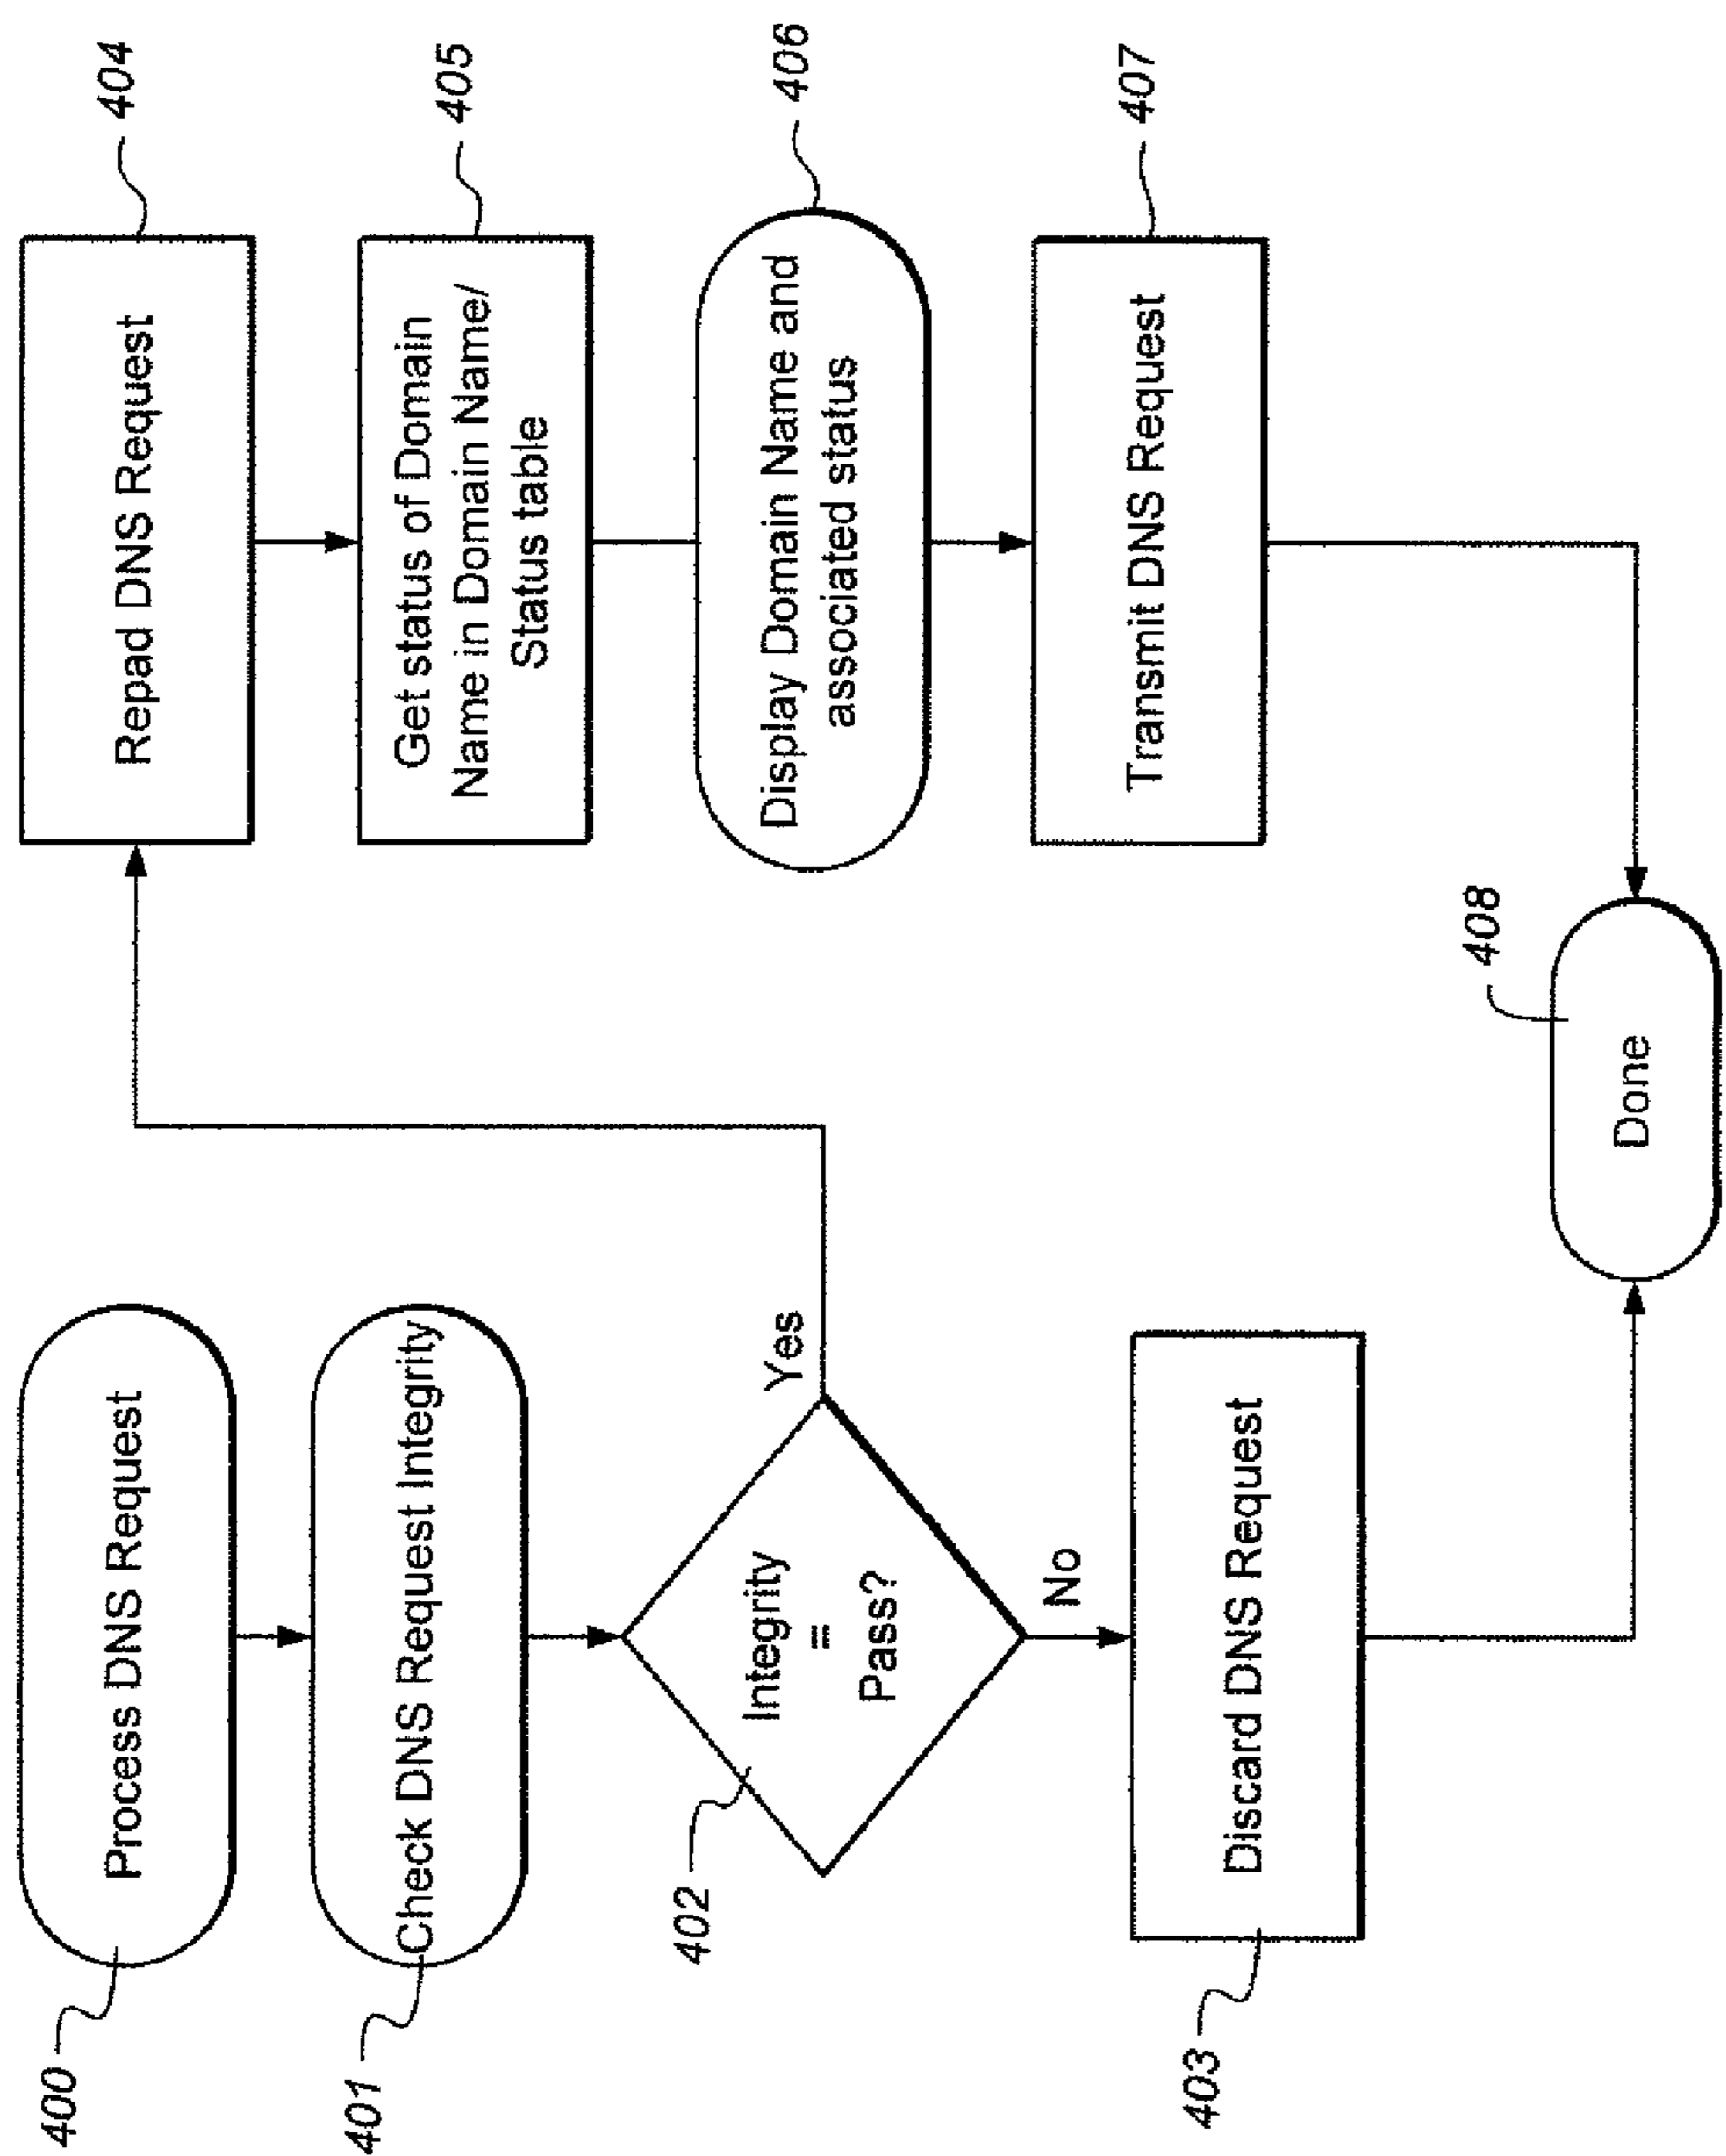 400
Process DNS Request
401
Check DNS Request Integrity
402
Integrity
=
Pass?
Yes
No
403
Discard DNS Request
404
Repad DNS Request
405
Get status of Domain
Name in Domain Name/
Status table
406
Display Domain Name and
associated status
407
Transmit DNS Request
408
Done